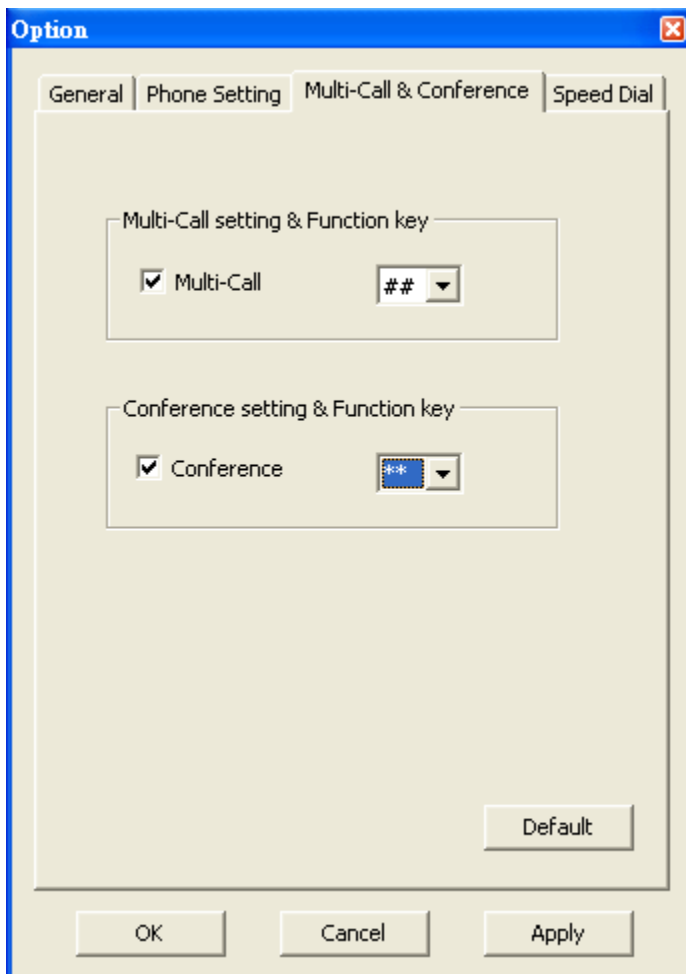 Option
General Phone Setting Multi-Call & Conference Speed Dial
Multi-Call setting & Function key
Multi-Call ##
Conference setting & Function key
Conference **
Default
OK Cancel Apply